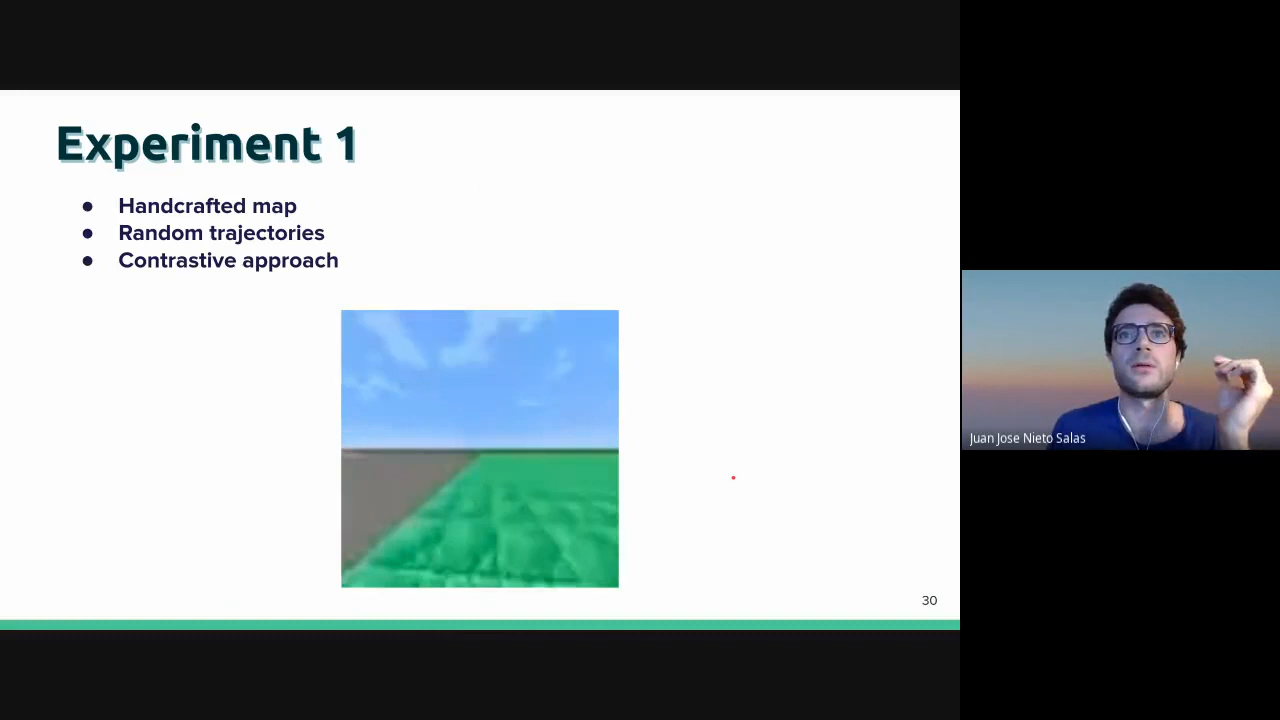 Experiment 1
● Handcrafted map
● Random trajectories
● Contrastive approach
30
Juan Jose Nieto Salas